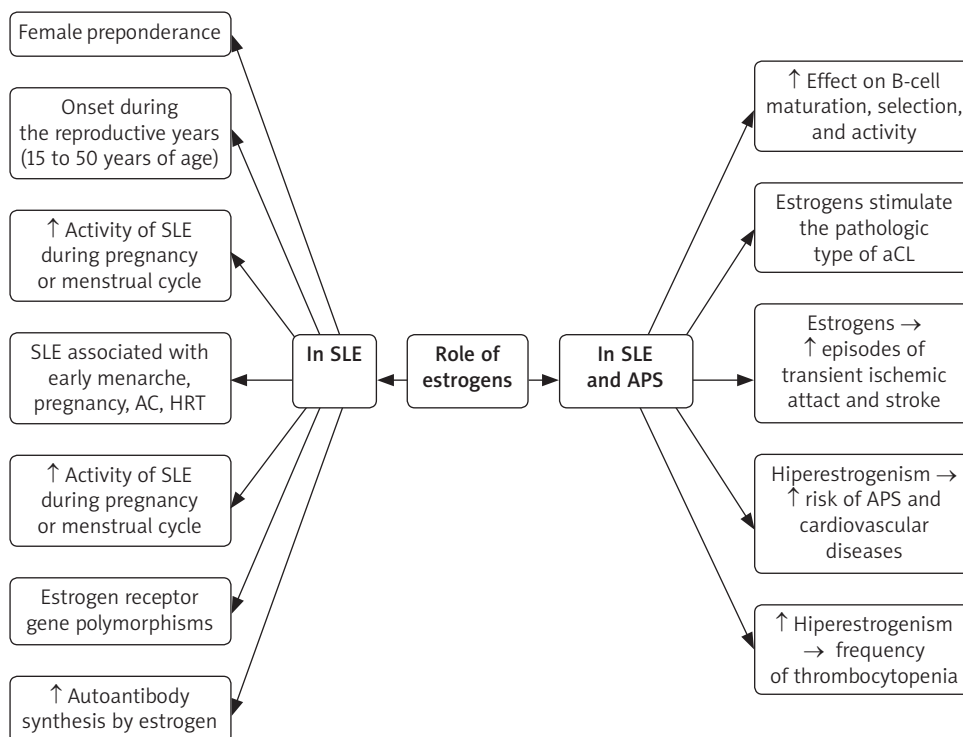 Female preponderance
Onset during
the reproductive years
(15 to 50 years of age)
↑ Activity of SLE
during pregnancy
or menstrual cycle
SLE associated with
early menarche,
pregnancy, AC, HRT
↑ Activity of SLE
during pregnancy
or menstrual cycle
Estrogen receptor
gene polymorphisms
↑ Autoantibody
synthesis by estrogen
In SLE
Role of
estrogens
In SLE
and APS
↑ Effect on B-cell
maturation, selection,
and activity
Estrogens stimulate
the pathologic
type of aCL
Estrogens →
↑ episodes of
transient ischemic
attact and stroke
Hiperestrogenism →
↑ risk of APS and
cardiovascular
diseases
↑ Hiperestrogenism
→ frequency
of thrombocytopenia